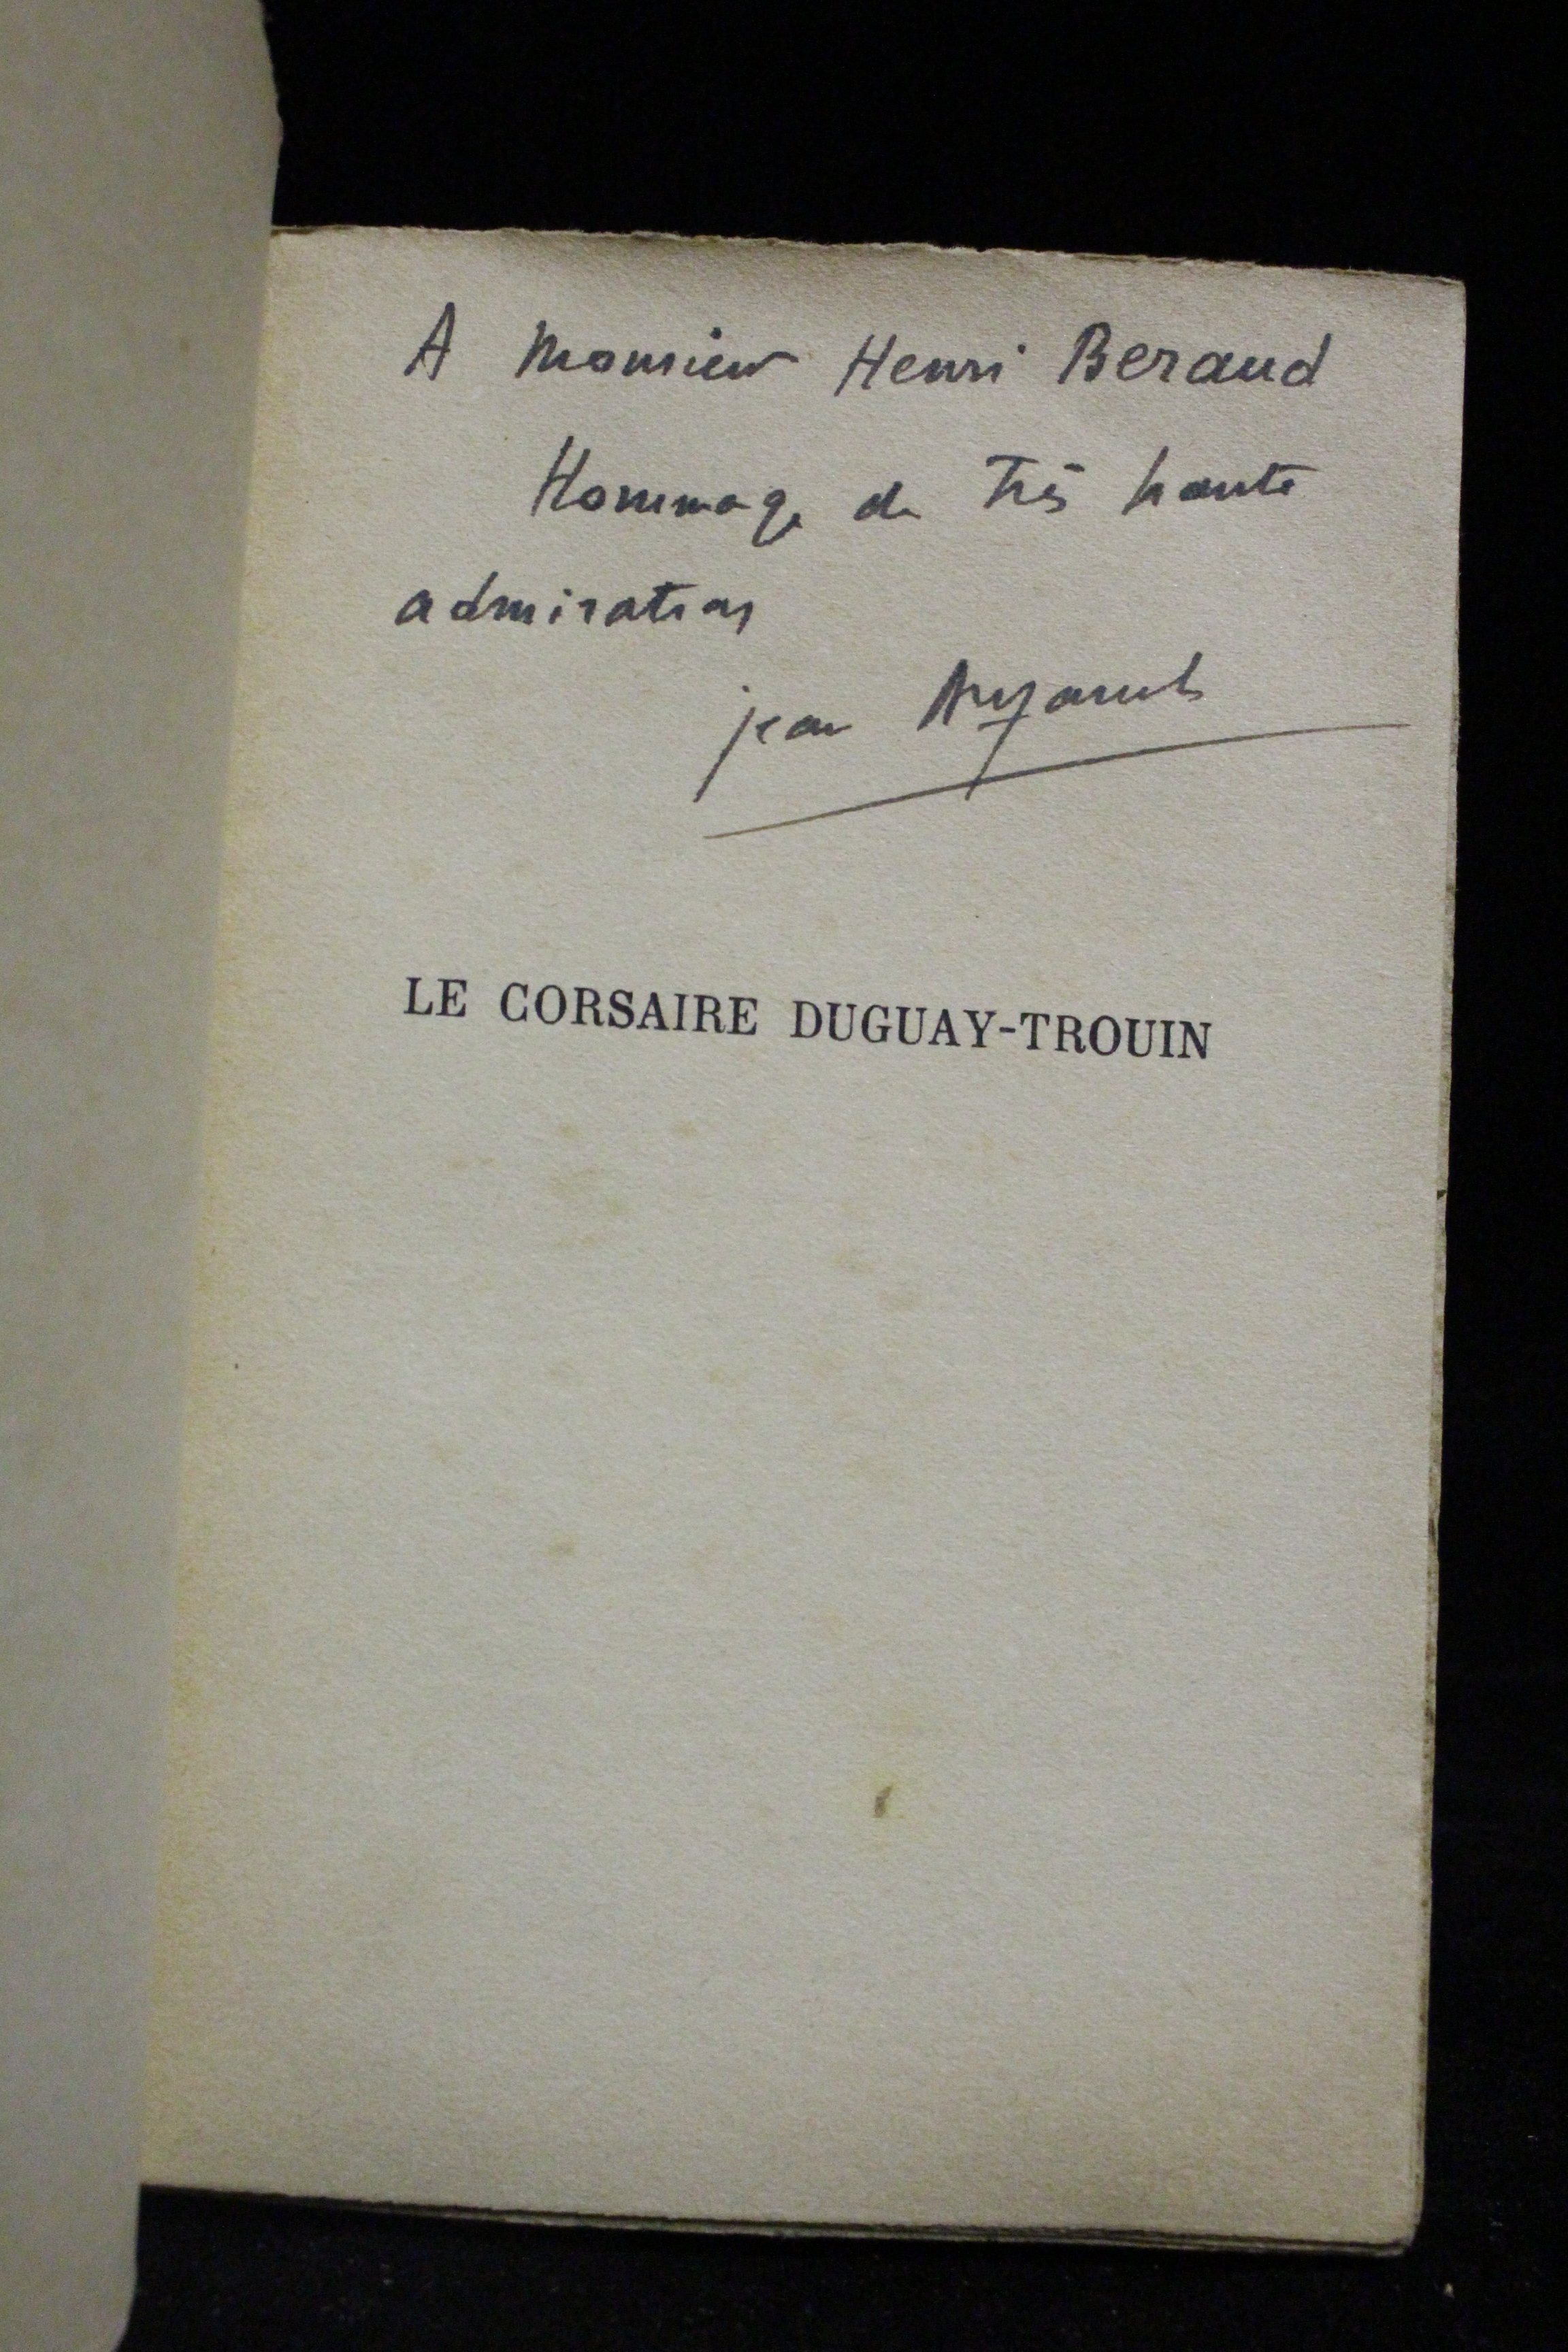 A Monsieur Henri Beraud
Hommage de Très haute
admiration
jean
LE CORSAIRE DUGUAY-TROUIN